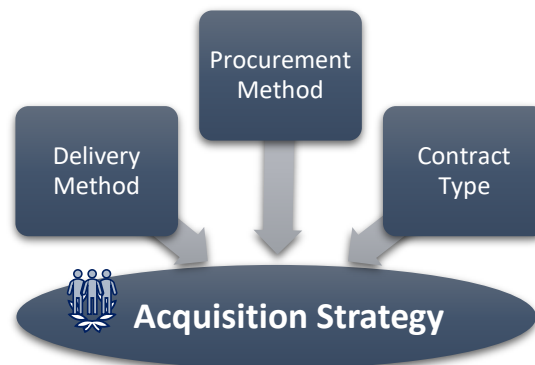 Procurement
Method
Delivery
Method
Contract
Type
Acquisition Strategy